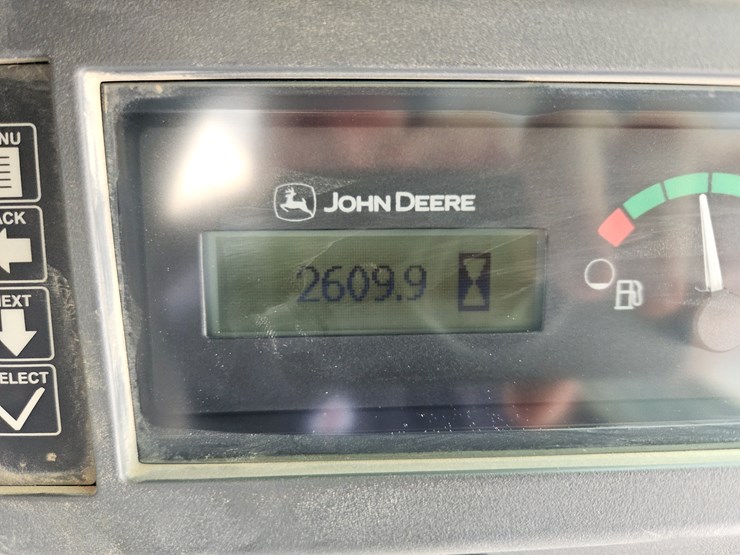 NU
ACK
EXT
ELECT
JOHN DEERE
2609.9